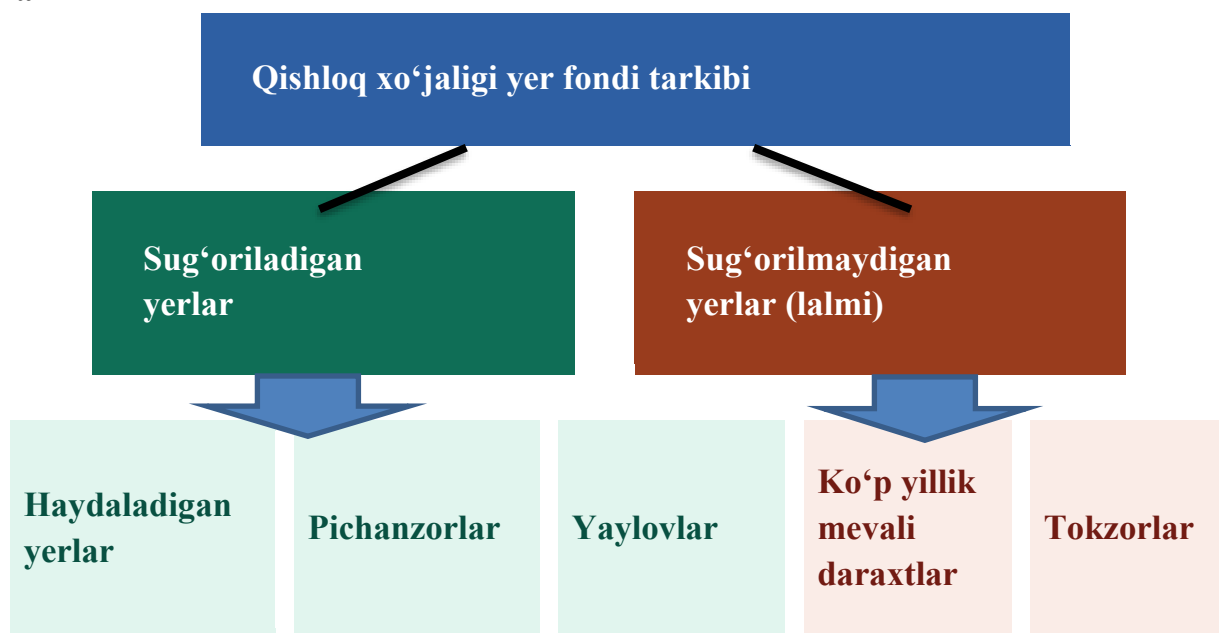 Qishloq xo‘jaligi yer fondi tarkibi
Sug‘oriladigan
yerlar
Sug‘orilmaydigan
yerlar (lalmi)
Haydaladigan
yerlar
Pichanzorlar
Yaylovlar
Ko‘p yillik
mevali
daraxtlar
Tokzorlar